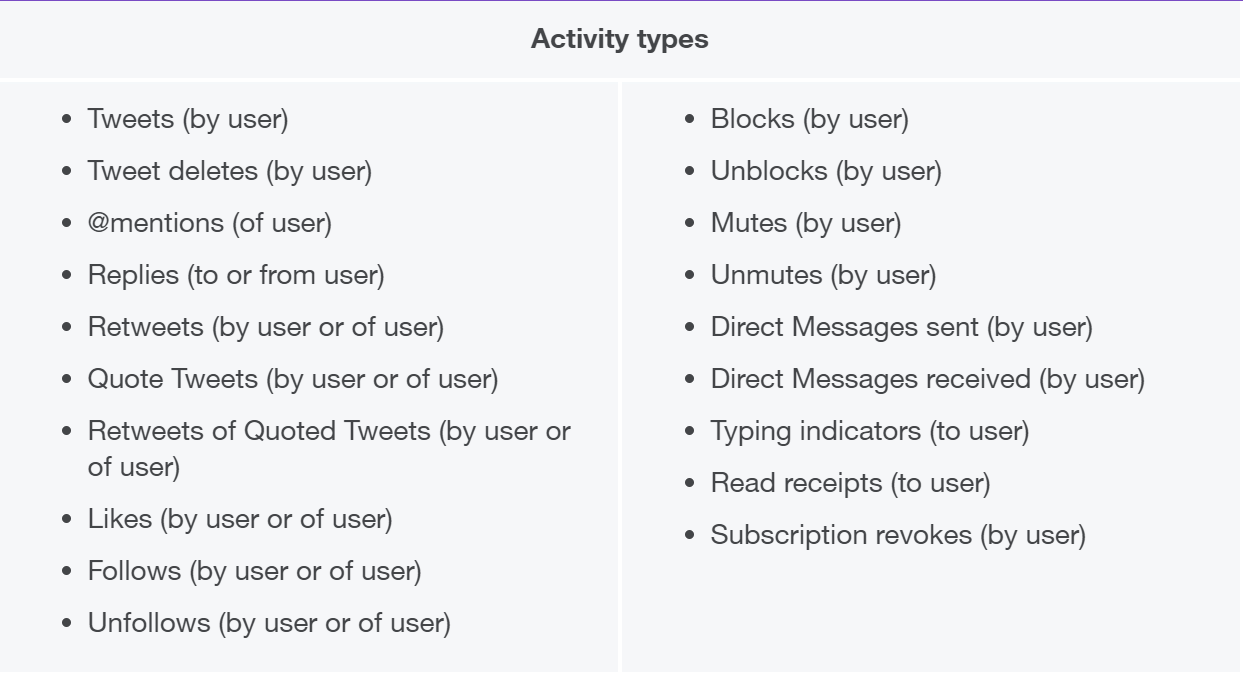 Activity types
• Tweets (by user)
• Tweet deletes (by user)
• @mentions (of user)
• Replies (to or from user)
• Retweets (by user or of user)
• Quote Tweets (by user or of user)
• Retweets of Quoted Tweets (by user or
of user)
• Likes (by user or of user)
• Follows (by user or of user)
• Unfollows (by user or of user)
• Blocks (by user)
• Unblocks (by user)
• Mutes (by user)
• Unmutes (by user)
• Direct Messages sent (by user)
• Direct Messages received (by user)
• Typing indicators (to user)
• Read receipts (to user)
• Subscription revokes (by user)